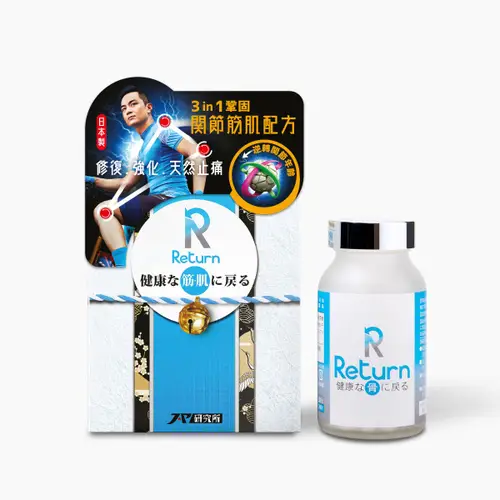 日本製
3 in 1 鞏固
關節筋肌配方
修復．強化．天然止痛
逆轉關節年齡
R
Return
健康な筋肌に戻る
研究所
R
Return
健康な骨に戻る